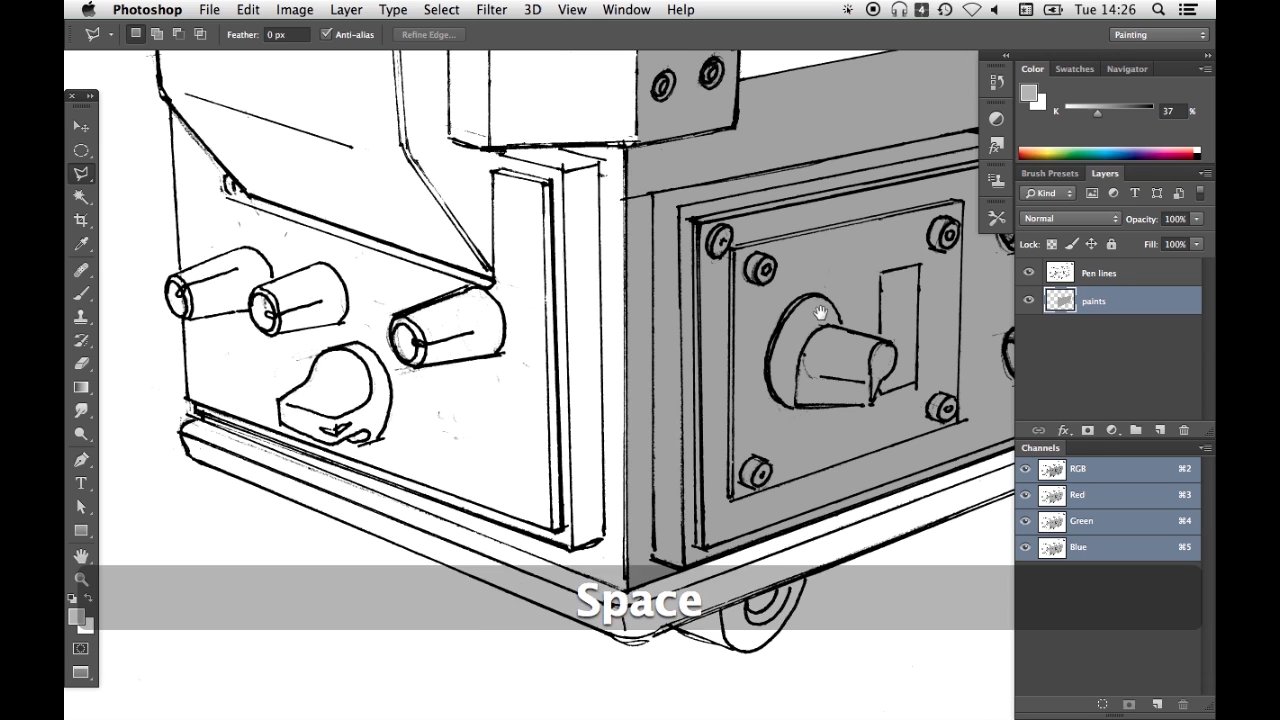 Photoshop File Edit Image Layer Type Select Filter 3D View Window Help 4 Tue 14:26
Feather: 0 px Anti-alias Refine Edge... Painting
Color Swatches Navigator
K 37 %
Brush Presets Layers
Kind T
Normal Opacity: 100%
Lock: Fill: 100%
Pen lines
paints
fx
Channels
RGB ⌘2
Red ⌘3
Green ⌘4
Blue ⌘5
T
Space